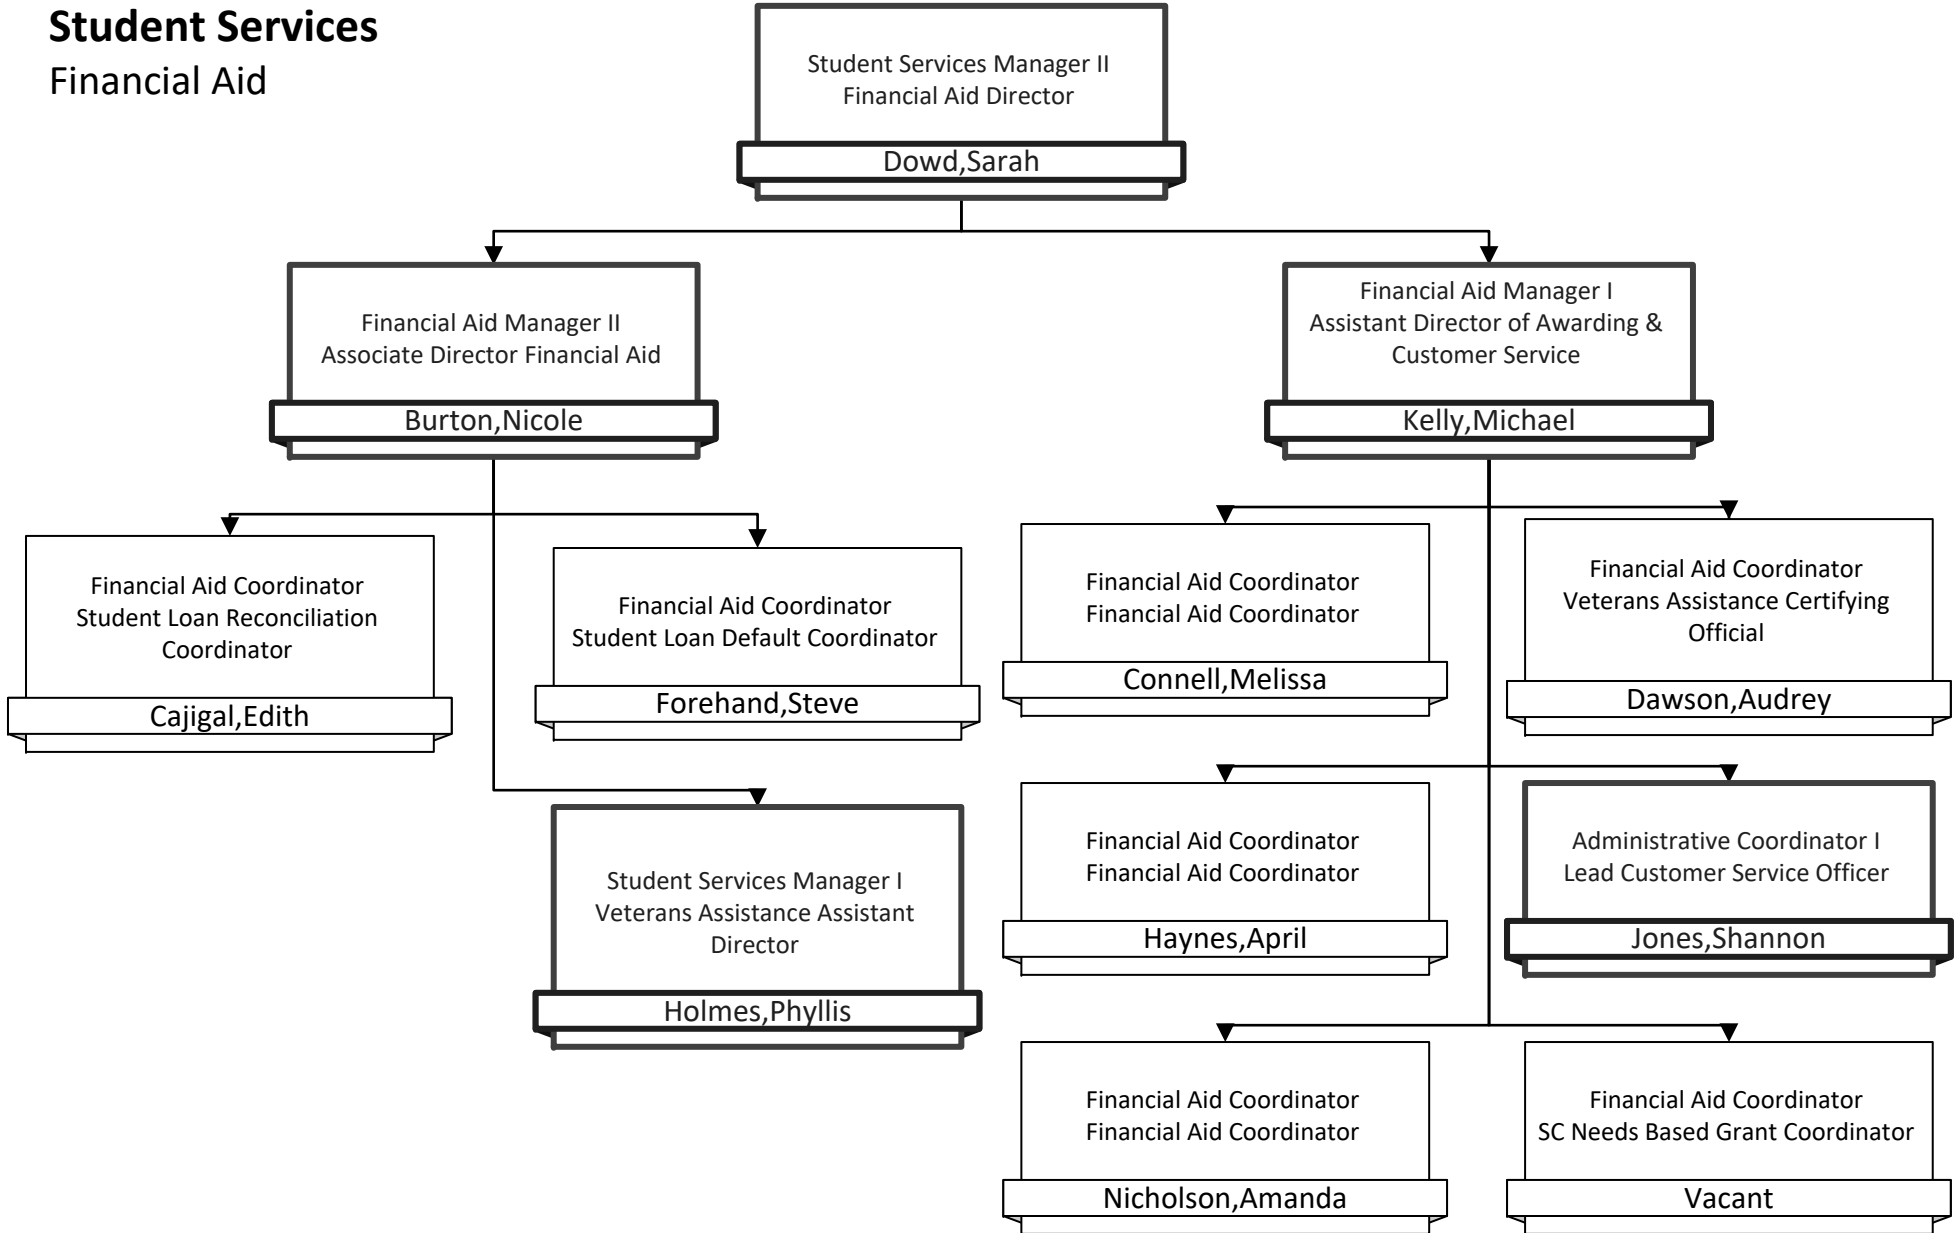 Student Services
Financial Aid
Student Services Manager II
Financial Aid Director
Dowd,Sarah
Financial Aid Manager II
Associate Director Financial Aid
Burton,Nicole
Financial Aid Manager I
Assistant Director of Awarding &
Customer Service
Kelly,Michael
Financial Aid Coordinator
Student Loan Reconciliation
Coordinator
Cajigal,Edith
Financial Aid Coordinator
Student Loan Default Coordinator
Forehand,Steve
Financial Aid Coordinator
Financial Aid Coordinator
Connell,Melissa
Financial Aid Coordinator
Veterans Assistance Certifying
Official
Dawson,Audrey
Student Services Manager I
Veterans Assistance Assistant
Director
Holmes,Phyllis
Financial Aid Coordinator
Financial Aid Coordinator
Haynes,April
Administrative Coordinator I
Lead Customer Service Officer
Jones,Shannon
Financial Aid Coordinator
Financial Aid Coordinator
Nicholson,Amanda
Financial Aid Coordinator
SC Needs Based Grant Coordinator
Vacant